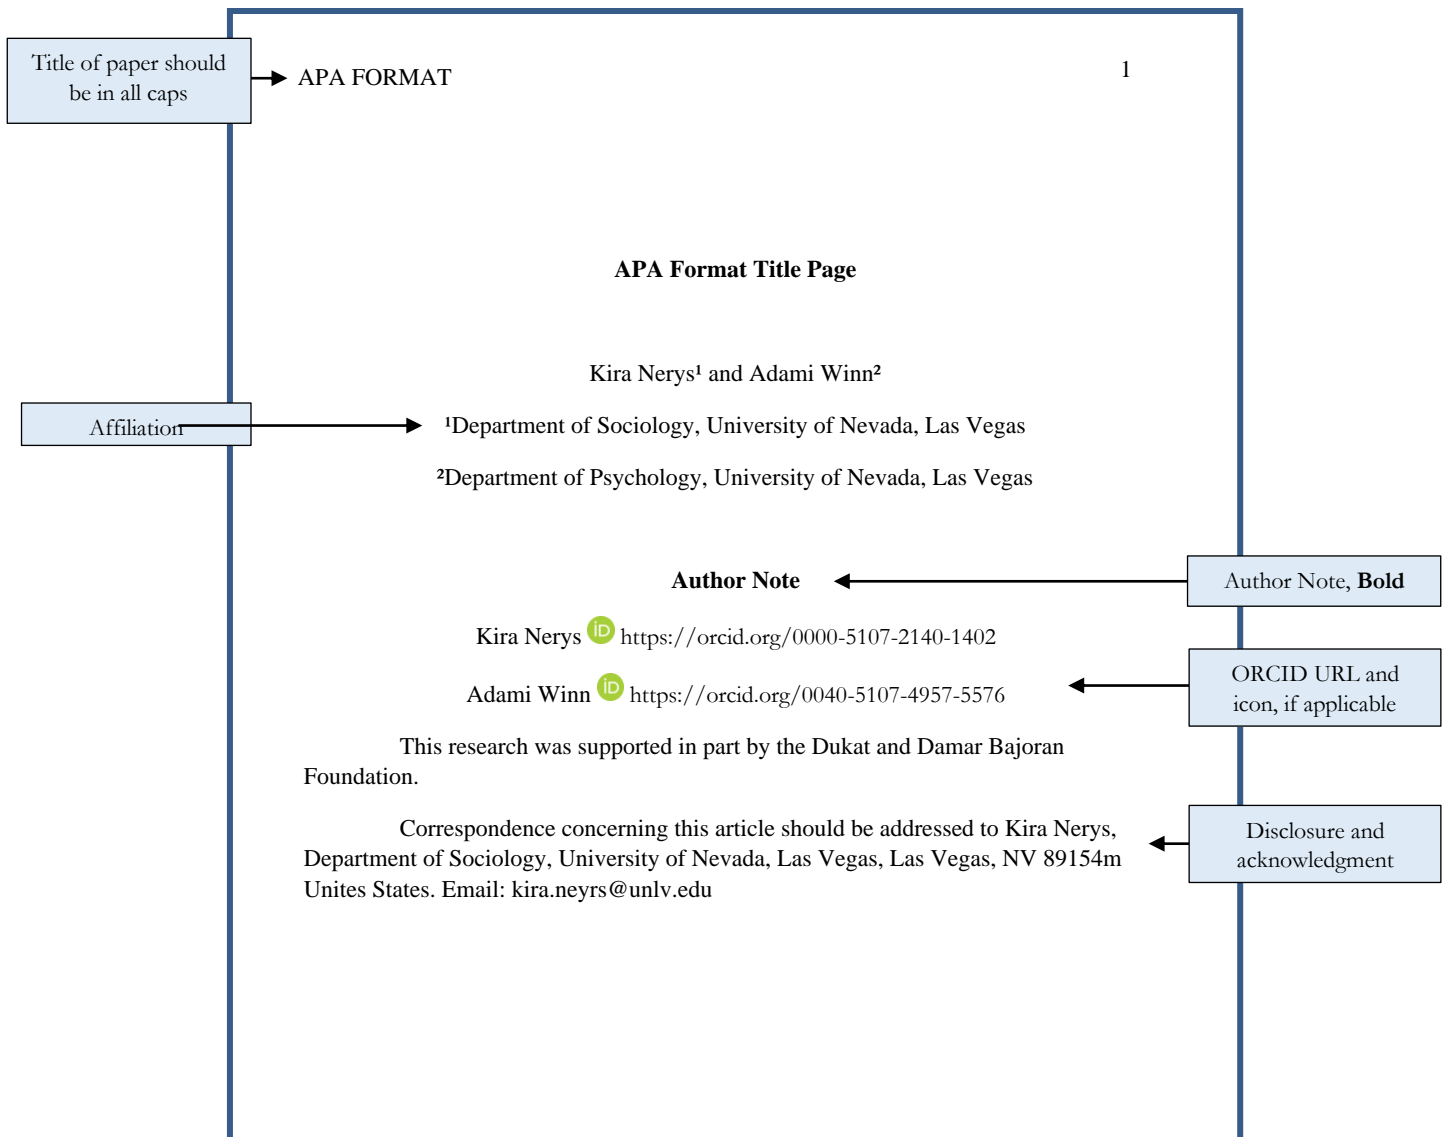 Title of paper should
be in all caps
APA FORMAT
1
APA Format Title Page
Kira Nerys¹ and Adami Winn²
Affiliation
¹Department of Sociology, University of Nevada, Las Vegas
²Department of Psychology, University of Nevada, Las Vegas
Author Note
Author Note, Bold
Kira Nerys iD https://orcid.org/0000-5107-2140-1402
Adami Winn iD https://orcid.org/0040-5107-4957-5576
ORCID URL and
icon, if applicable
This research was supported in part by the Dukat and Damar Bajoran
Foundation.
Correspondence concerning this article should be addressed to Kira Nerys,
Department of Sociology, University of Nevada, Las Vegas, Las Vegas, NV 89154m
Unites States. Email: kira.neyrs@unlv.edu
Disclosure and
acknowledgment